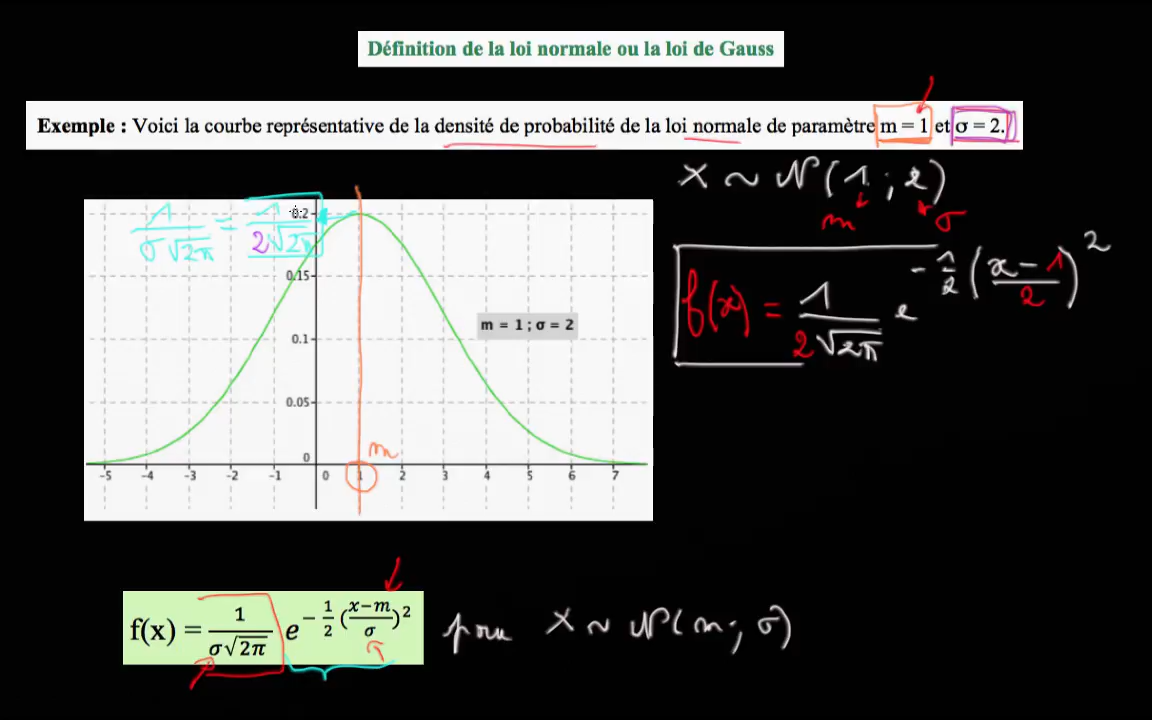 Définition de la loi normale ou la loi de Gauss
Exemple : Voici la courbe représentative de la densité de probabilité de la loi normale de paramètre m = 1 et σ = 2.
X ~ N(1 ; 2)
m σ
1/(σ√2π) = 1/(2√2π)
f(x) = 1/(2√2π) e^(-1/2 ((x-1)/2)^2)
0.2
0.15
m = 1 ; σ = 2
0.1
0.05
m
0
-5 -4 -3 -2 -1 0 1 2 3 4 5 6 7
f(x) = 1/(σ√2π) e^(-1/2 ((x-m)/σ)^2) pour X ~ N(m ; σ)